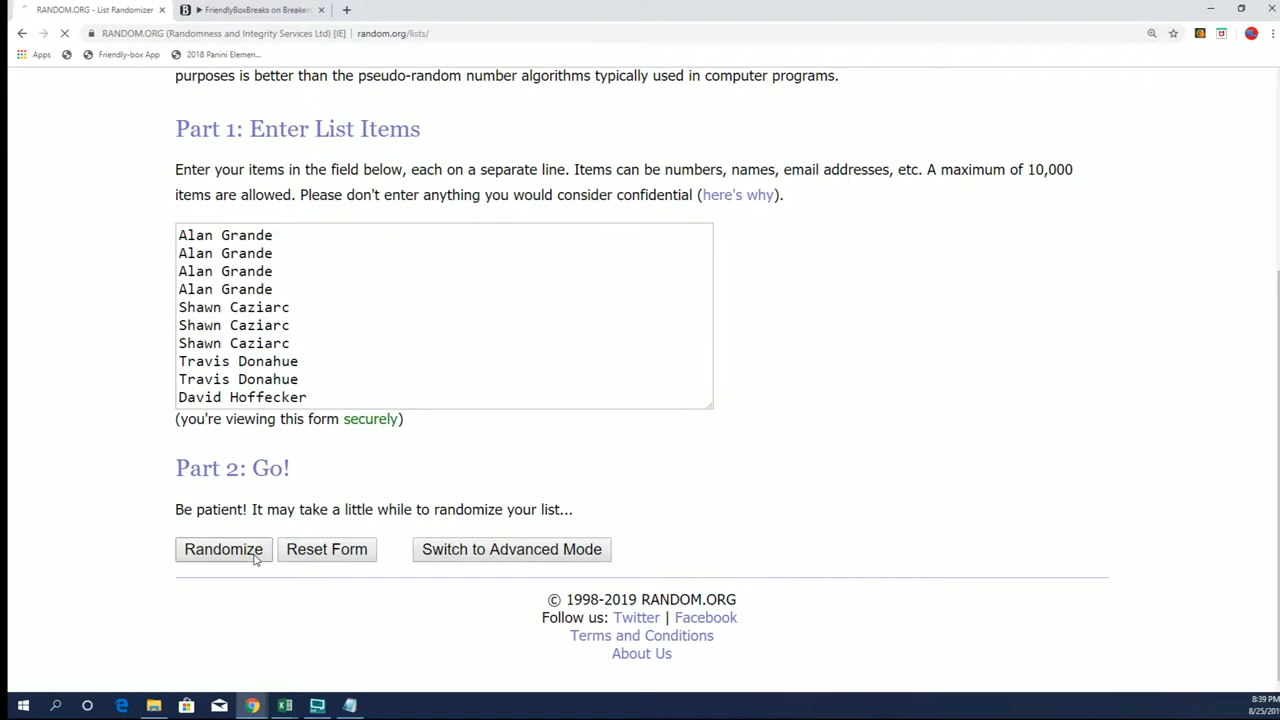 RANDOM.ORG - List Randomizer
FriendlyBoxBreaks on Breaker
RANDOM.ORG (Randomness and Integrity Services Ltd) [IE] | random.org/lists/
Apps Friendly-box App 2018 Panini Elemen...
purposes is better than the pseudo-random number algorithms typically used in computer programs.
Part 1: Enter List Items
Enter your items in the field below, each on a separate line. Items can be numbers, names, email addresses, etc. A maximum of 10,000
items are allowed. Please don't enter anything you would consider confidential (here's why).
Alan Grande
Alan Grande
Alan Grande
Alan Grande
Shawn Caziarc
Shawn Caziarc
Shawn Caziarc
Travis Donahue
Travis Donahue
David Hoffecker
(you're viewing this form securely)
Part 2: Go!
Be patient! It may take a little while to randomize your list...
Randomize Reset Form Switch to Advanced Mode
© 1998-2019 RANDOM.ORG
Follow us: Twitter | Facebook
Terms and Conditions
About Us
8:39 PM
8/25/201